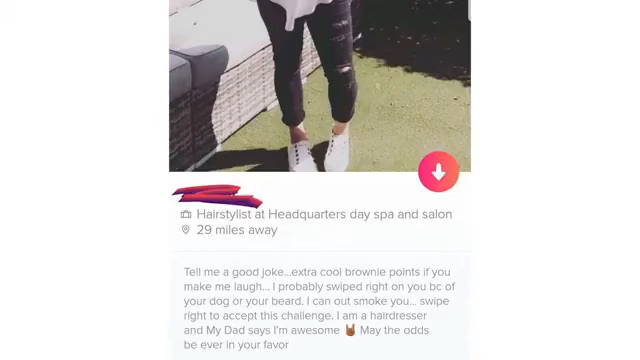 Hairstylist at Headquarters day spa and salon
29 miles away
Tell me a good joke...extra cool brownie points if you
make me laugh... I probably swiped right on you bc of
your dog or your beard. I can out smoke you... swipe
right to accept this challenge. I am a hairdresser
and My Dad says I'm awesome 🤘🏾 May the odds
be ever in your favor